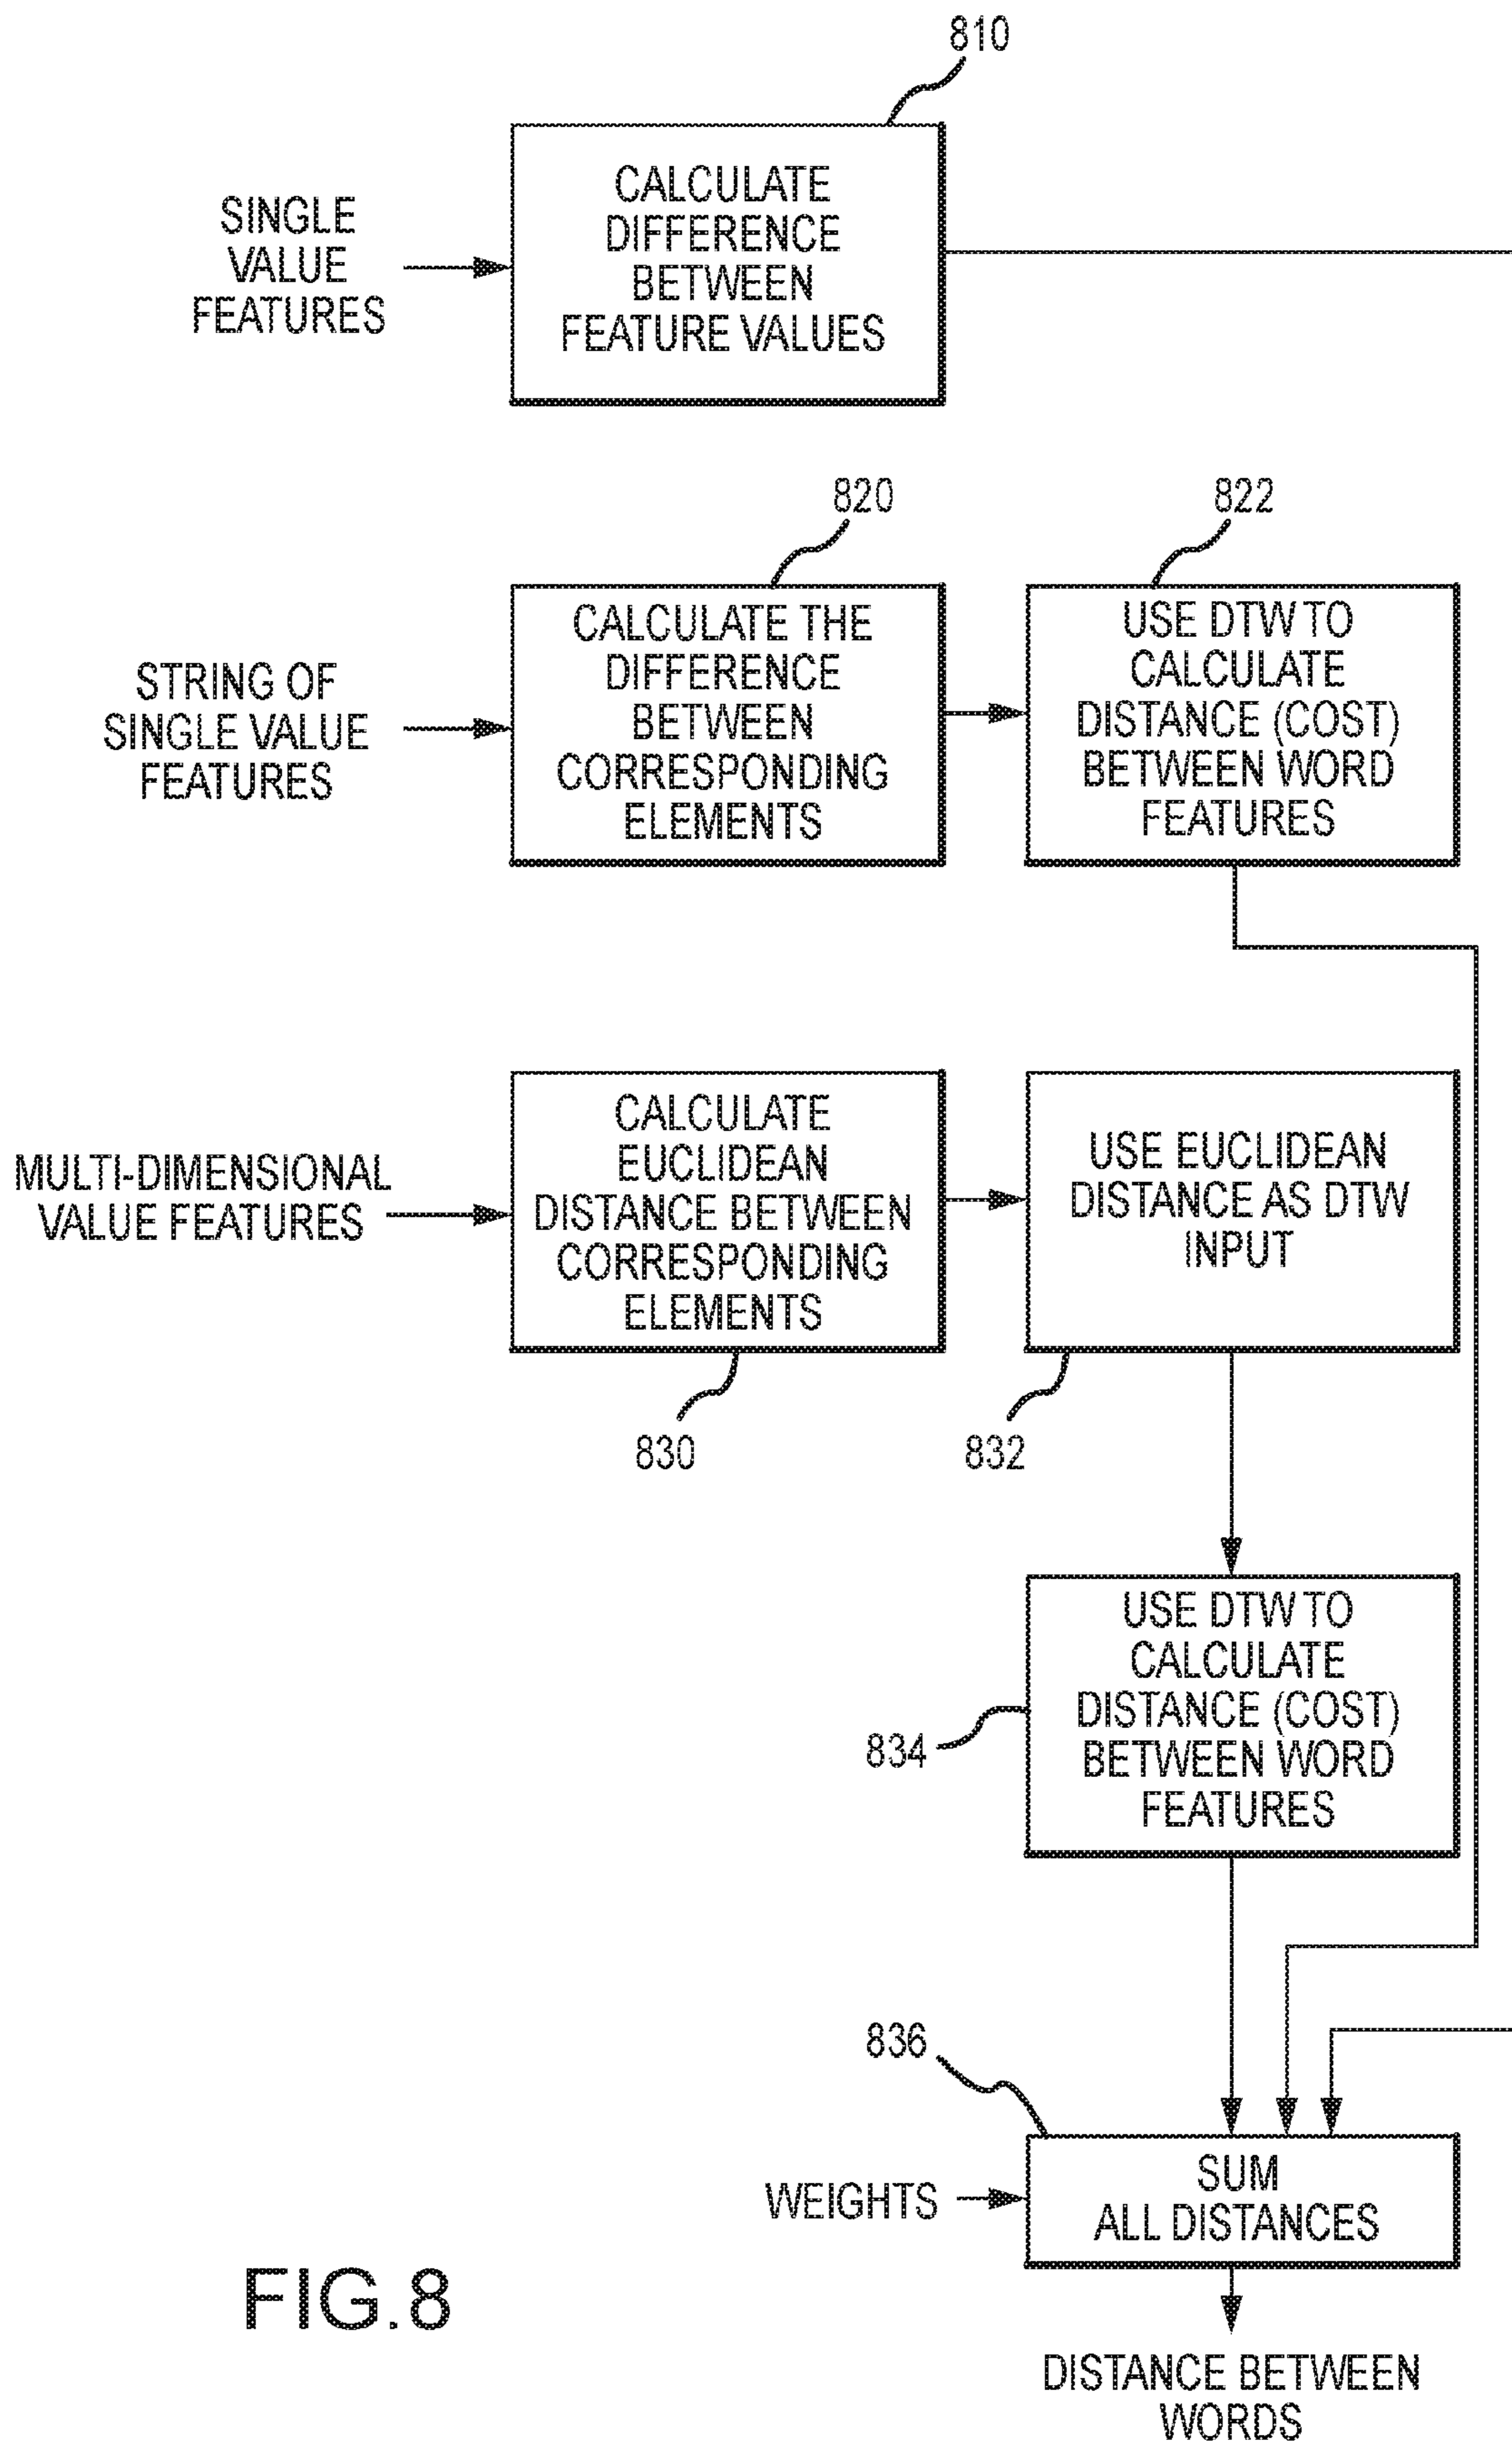 810
SINGLE
VALUE
FEATURES
CALCULATE
DIFFERENCE
BETWEEN
FEATURE VALUES
820
822
STRING OF
SINGLE VALUE
FEATURES
CALCULATE THE
DIFFERENCE
BETWEEN
CORRESPONDING
ELEMENTS
USE DTW TO
CALCULATE
DISTANCE (COST)
BETWEEN WORD
FEATURES
MULTI-DIMENSIONAL
VALUE FEATURES
CALCULATE
EUCLIDEAN
DISTANCE BETWEEN
CORRESPONDING
ELEMENTS
USE EUCLIDEAN
DISTANCE AS DTW
INPUT
830
832
USE DTW TO
CALCULATE
DISTANCE (COST)
BETWEEN WORD
FEATURES
834
836
WEIGHTS
SUM
ALL DISTANCES
FIG.8
DISTANCE BETWEEN
WORDS